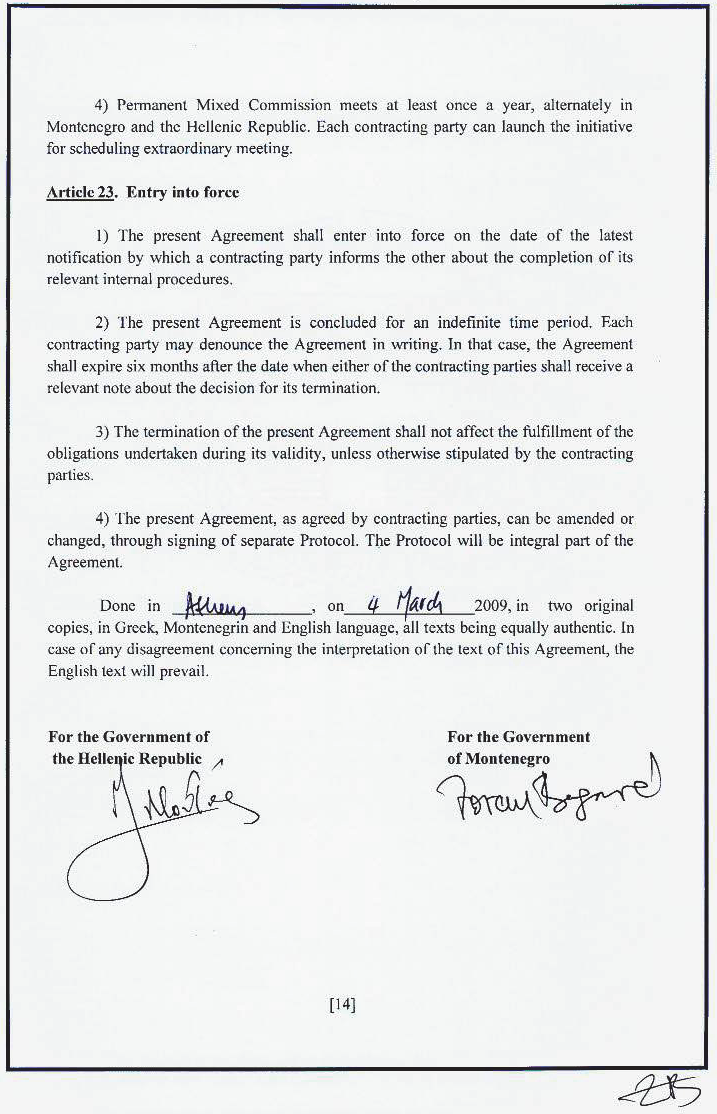 4) Permanent Mixed Commission meets at least once a year, alternately in
Montenegro and the Hellenic Republic. Each contracting party can launch the initiative
for scheduling extraordinary meeting.
Article 23. Entry into force
1) The present Agreement shall enter into force on the date of the latest
notification by which a contracting party informs the other about the completion of its
relevant internal procedures.
2) The present Agreement is concluded for an indefinite time period. Each
contracting party may denounce the Agreement in writing. In that case, the Agreement
shall expire six months after the date when either of the contracting parties shall receive a
relevant note about the decision for its termination.
3) The termination of the present Agreement shall not affect the fulfillment of the
obligations undertaken during its validity, unless otherwise stipulated by the contracting
parties.
4) The present Agreement, as agreed by contracting parties, can be amended or
changed, through signing of separate Protocol. The Protocol will be integral part of the
Agreement.
Done in Athens, on 4 March 2009, in two original
copies, in Greek, Montenegrin and English language, all texts being equally authentic. In
case of any disagreement concerning the interpretation of the text of this Agreement, the
English text will prevail.
For the Government of
the Hellenic Republic
For the Government
of Montenegro
[14]